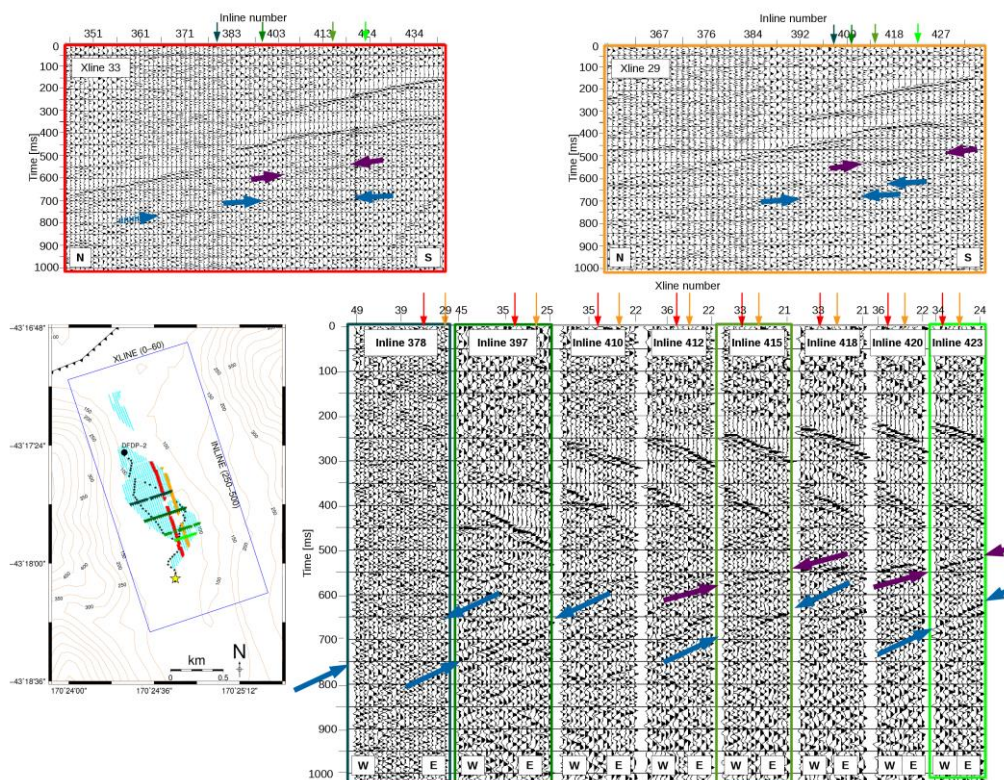 Inline number
351 361 371 383 403 413 424 434
Xline 33
0
100
200
300
400
500
600
700
800
900
1000
Time [ms]
N S
Inline number
367 376 384 392 400 418 427
Xline 29
0
100
200
300
400
500
600
700
800
900
1000
Time [ms]
N S
-43°16'48"
-43°17'24"
-43°18'00"
-43°18'36"
170°24'00" 170°24'36" 170°25'12"
XLINE (0–60)
INLINE (250–500)
DFDP-2
km
0 0.5
N
Xline number
49 39 29 45 35 25 35 22 36 22 33 21 33 21 36 22 34 24
Inline 378 Inline 397 Inline 410 Inline 412 Inline 415 Inline 418 Inline 420 Inline 423
0
100
200
300
400
500
600
700
800
900
1000
Time [ms]
W E W E W E W E W E W E W E W E